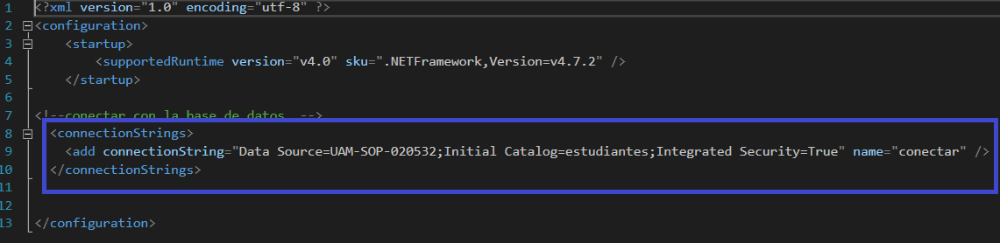 1 <?xml version="1.0" encoding="utf-8" ?>
2 <configuration>
3 <startup>
4 <supportedRuntime version="v4.0" sku=".NETFramework,Version=v4.7.2" />
5 </startup>
6
7 <!--conectar con la base de datos -->
8 <connectionStrings>
9 <add connectionString="Data Source=UAM-SOP-020532;Initial Catalog=estudiantes;Integrated Security=True" name="conectar" />
10 </connectionStrings>
11
12
13 </configuration>